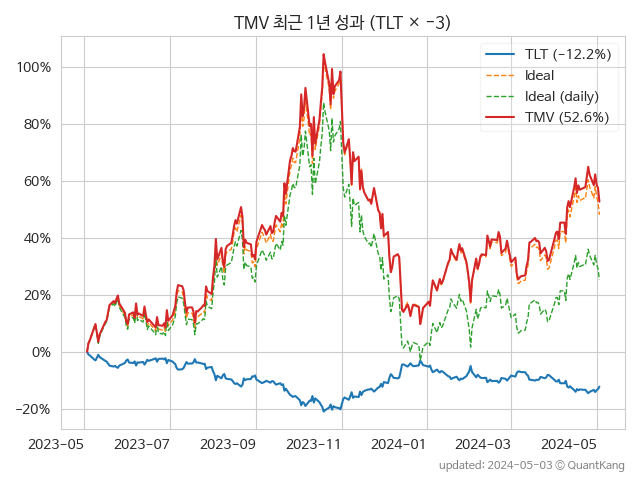 TMV 최근 1년 성과 (TLT × −3)
TLT (−12.2%)
Ideal
Ideal (daily)
TMV (52.6%)
100%
80%
60%
40%
20%
0%
−20%
2023-05
2023-07
2023-09
2023-11
2024-01
2024-03
2024-05
updated: 2024-05-03 © QuantKang